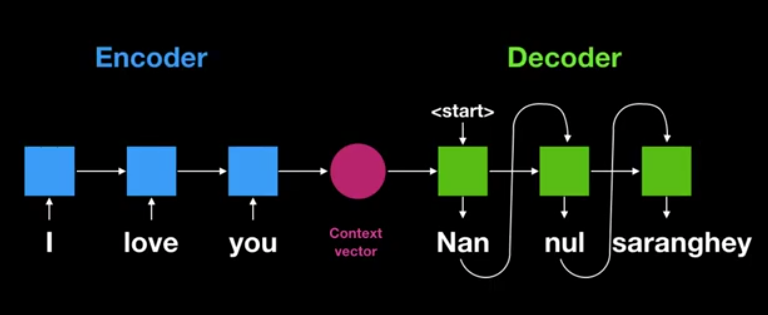 Encoder
Decoder
<start>
I love you
Context
vector
Nan nul saranghey